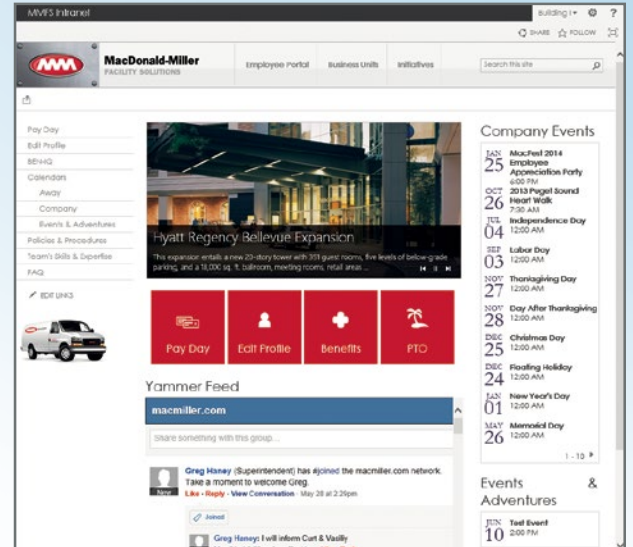 MMFS Intranet
SHARE FOLLOW
MM
MacDonald-Miller
FACILITY SOLUTIONS
Employee Portal Business Units Initiatives
Search this site
Pay Day
Edit Profile
Calendars
Away
Company
Events & Adventures
Policies & Procedures
Team's Skills & Expertise
FAQ
EDIT LINKS
Hyatt Regency Bellevue Expansion
This expansion entails a new 23-story tower with 351 guest rooms, five levels of below-grade
parking, and a 18,000 sq. ft. ballroom, meeting rooms, retail areas ...
Pay Day Edit Profile Benefits PTO
Yammer Feed
macmiller.com
Share something with this group...
Greg Haney (Superintendent) has #joined the macmiller.com network.
Take a moment to welcome Greg.
New
Like · Reply · View Conversation · May 28 at 2:29pm
Joined
Greg Haney: I will inform Curt & Vasiliy
Company Events
JAN 25 MacFest 2014
Employee
Appreciation Party
6:00 PM
OCT 26 2013 Puget Sound
Heart Walk
7:30 AM
JUL 04 Independence Day
12:00 AM
SEP 03 Labor Day
12:00 AM
NOV 27 Thanksgiving Day
12:00 AM
NOV 28 Day After Thanksgiving
12:00 AM
DEC 25 Christmas Day
12:00 AM
DEC 24 Floating Holiday
12:00 AM
JAN 01 New Year's Day
12:00 AM
MAY 26 Memorial Day
12:00 AM
1 - 10
Events &
Adventures
JUN 10 Test Event
2:00 PM